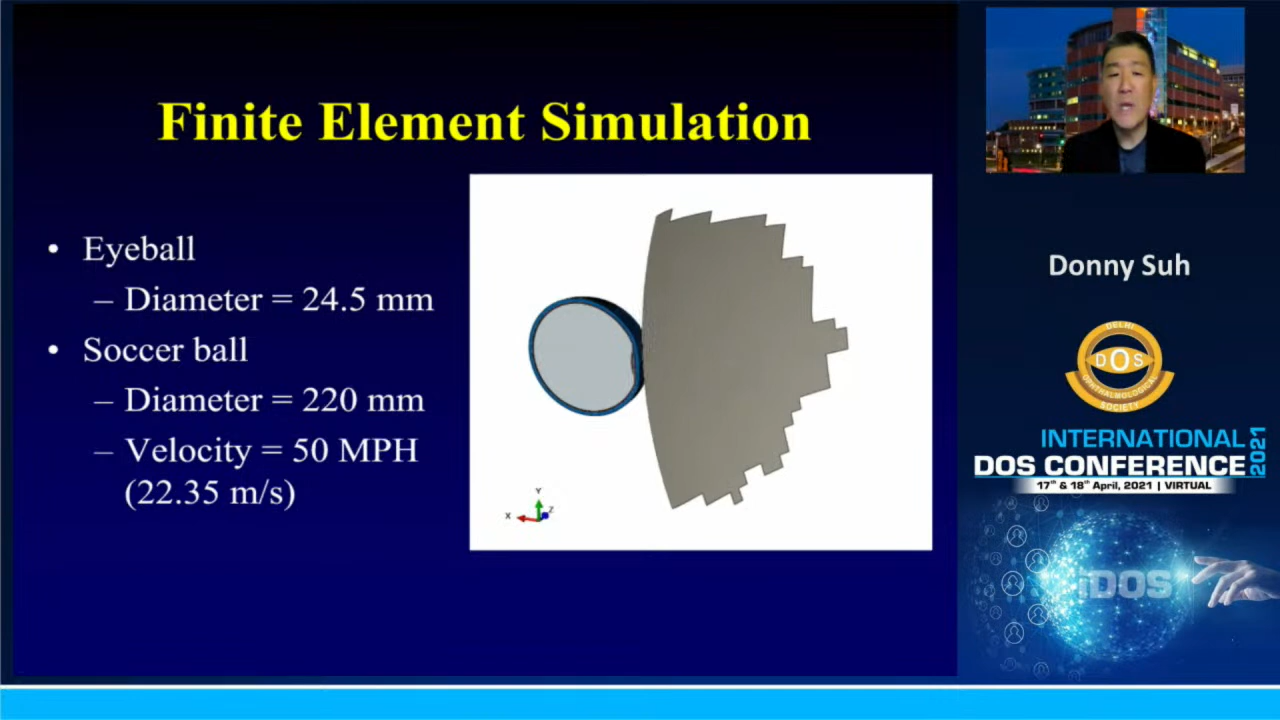 Finite Element Simulation
• Eyeball
– Diameter = 24.5 mm
• Soccer ball
– Diameter = 220 mm
– Velocity = 50 MPH
(22.35 m/s)
Y
X
Z
Donny Suh
DELHI
DOS
OPHTHALMOLOGICAL
SOCIETY
INTERNATIONAL
DOS CONFERENCE
2021
17th & 18th April, 2021 | VIRTUAL
iDOS